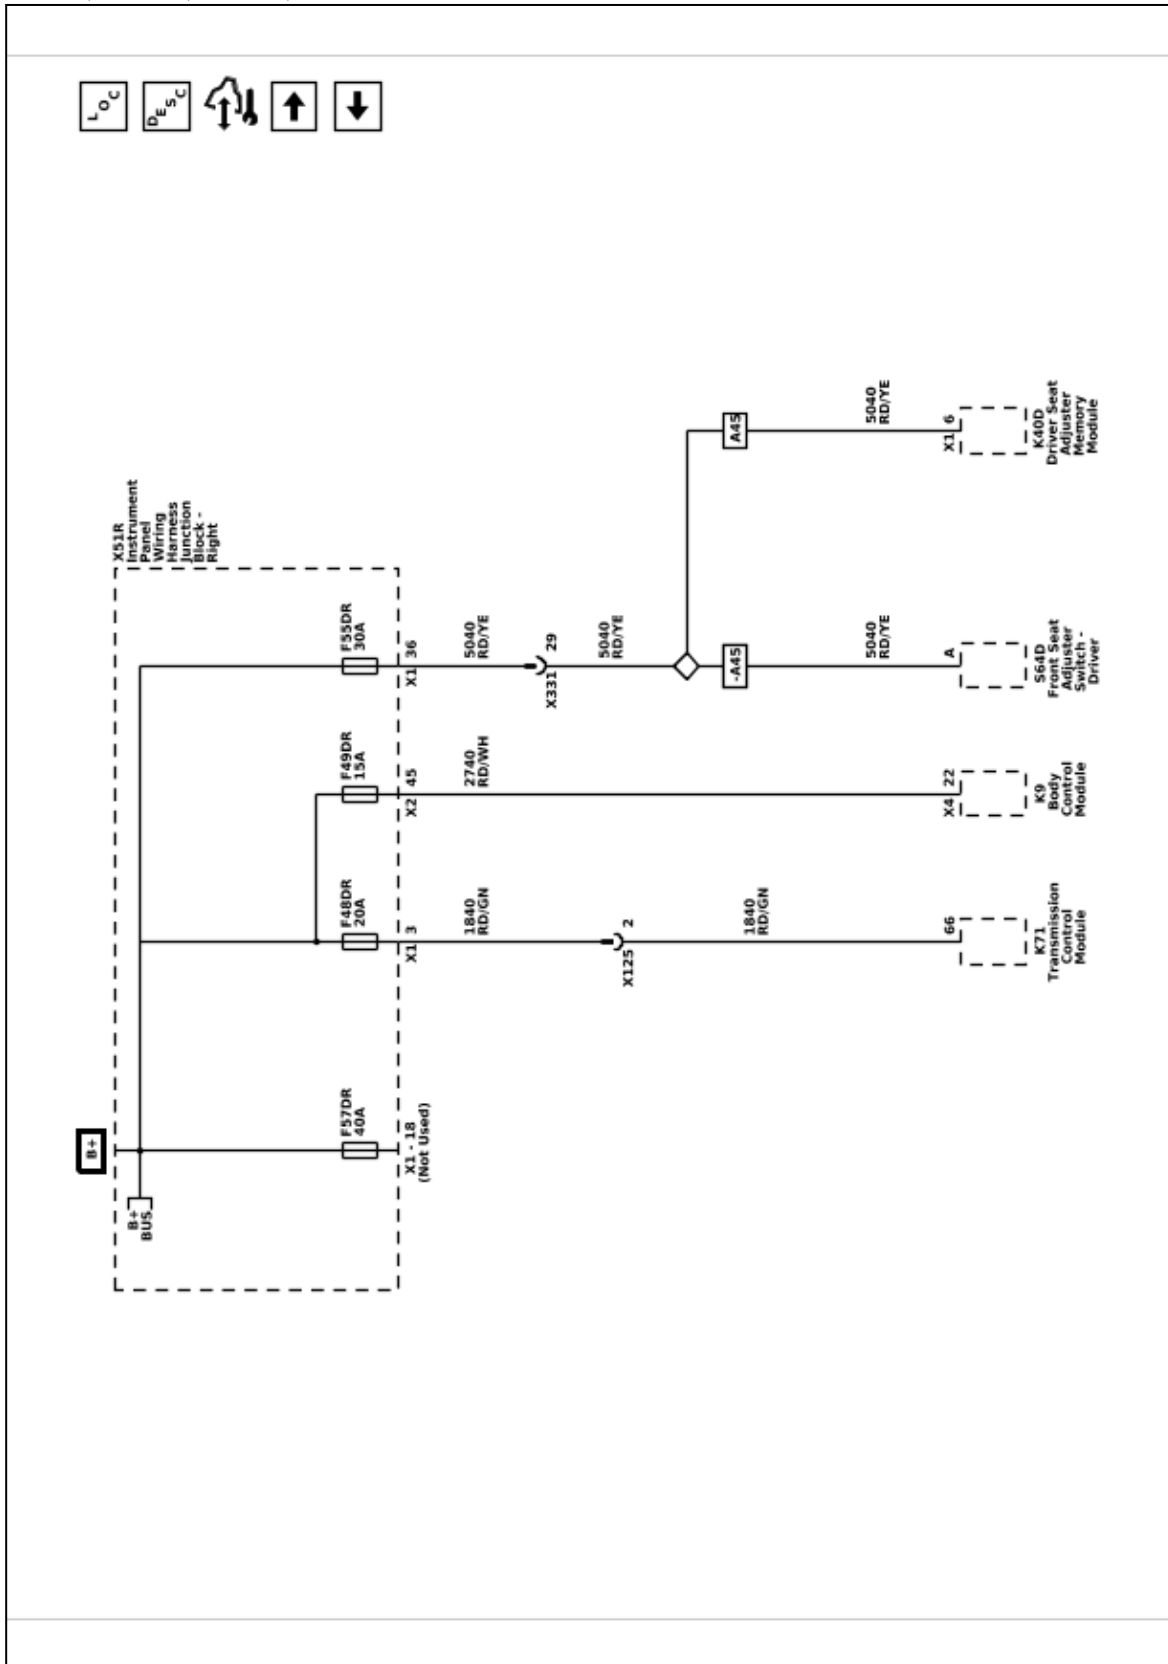 LOC
DESC
B+
B+
BUS
X51R
Instrument
Panel
Wiring
Harness
Junction
Block -
Right
F57DR
40A
F48DR
20A
F49DR
15A
F55DR
30A
X1 - 18
(Not Used)
X1 3
X2 45
X1 36
1840
RD/GN
2740
RD/WH
5040
RD/YE
X331 29
X125 2
5040
RD/YE
1840
RD/GN
-A45
A45
5040
RD/YE
5040
RD/YE
66
X4 22
A
X1 6
K71
Transmission
Control
Module
K9
Body
Control
Module
S64D
Front Seat
Adjuster
Switch -
Driver
K40D
Driver Seat
Adjuster
Memory
Module